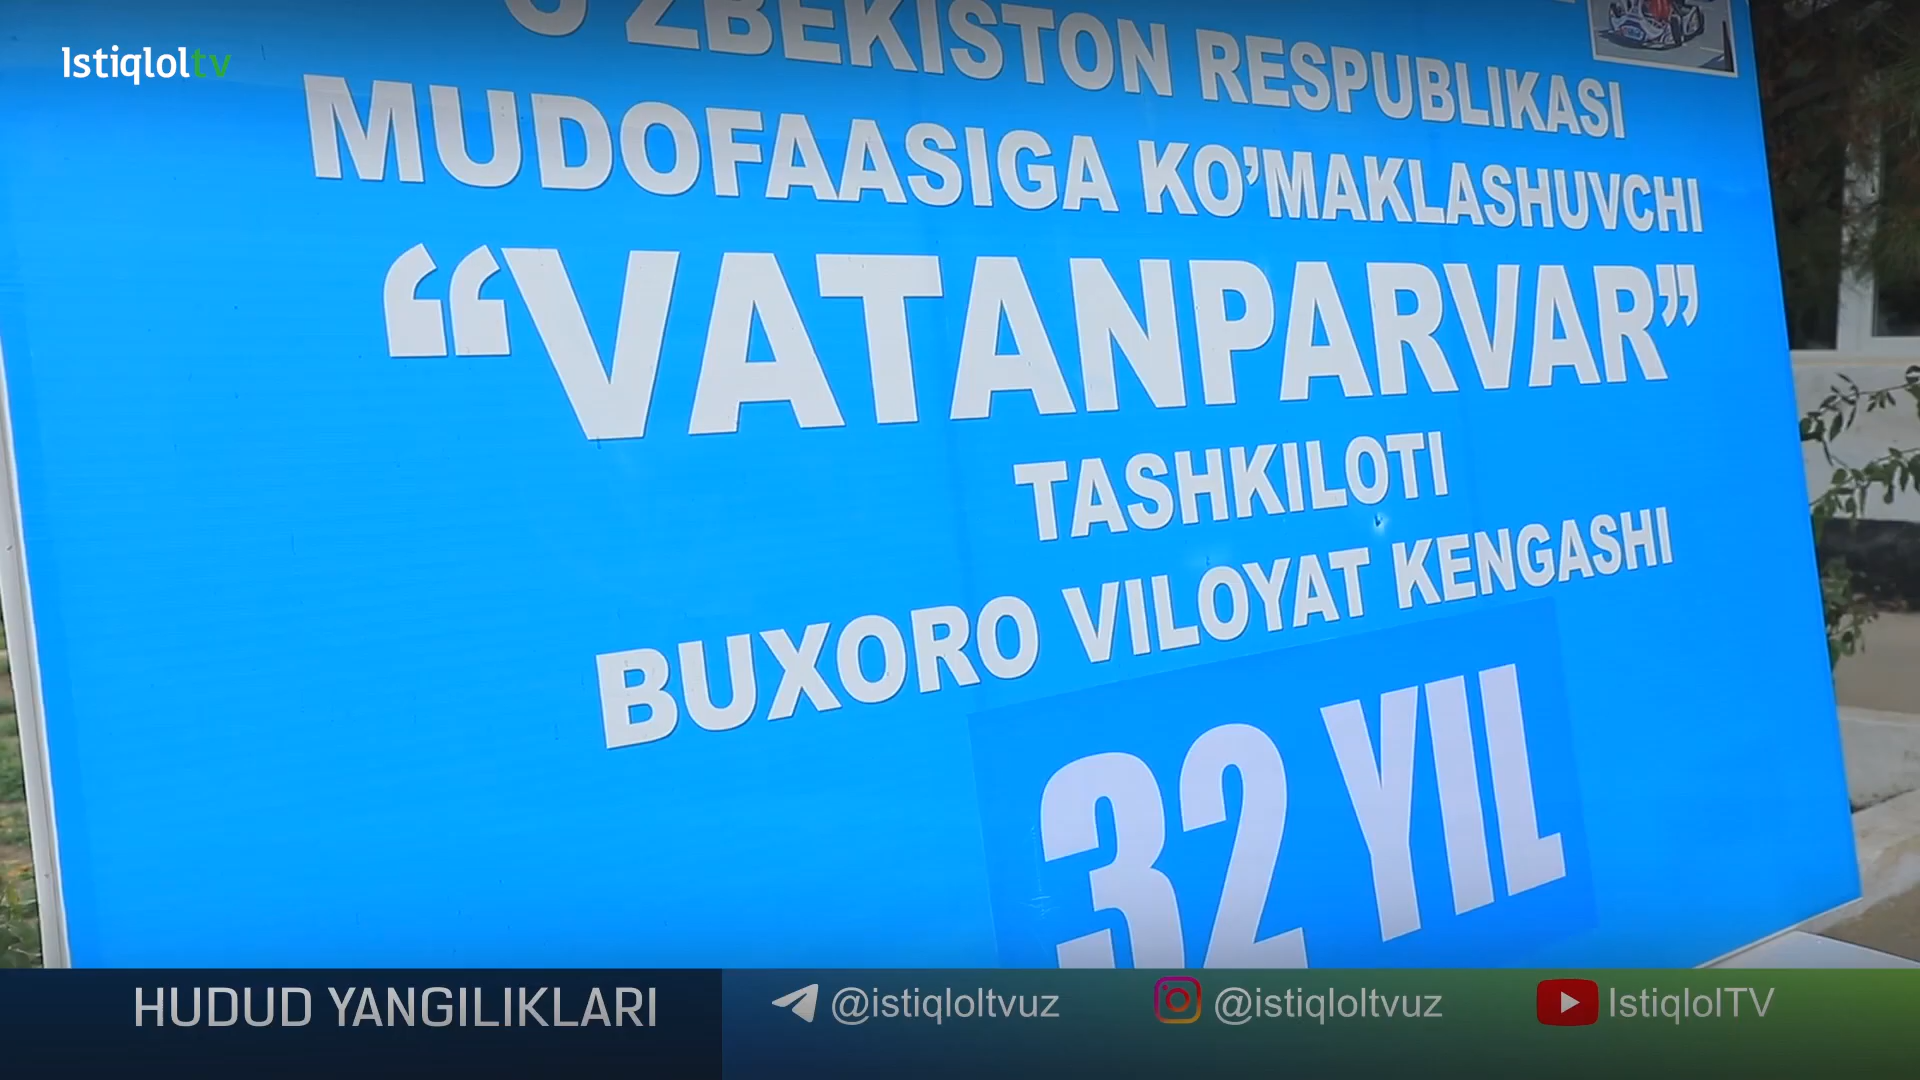 Istiqloltv
O'ZBEKISTON RESPUBLIKASI
MUDOFAASIGA KO’MAKLASHUVCHI
“VATANPARVAR”
TASHKILOTI
BUXORO VILOYAT KENGASHI
32 YIL
HUDUD YANGILIKLARI
@istiqloltvuz
@istiqloltvuz
IstiqlolTV